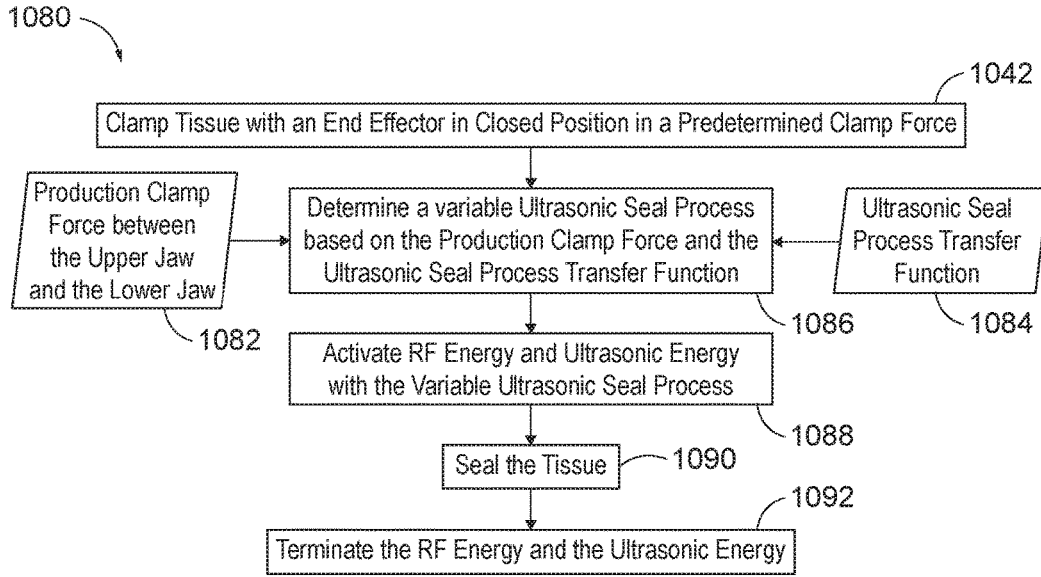 1080
1042
Clamp Tissue with an End Effector in Closed Position in a Predetermined Clamp Force
Production Clamp
Force between
the Upper Jaw
and the Lower Jaw
1082
Determine a variable Ultrasonic Seal Process
based on the Production Clamp Force and the
Ultrasonic Seal Process Transfer Function
1086
Ultrasonic Seal
Process Transfer
Function
1084
Activate RF Energy and Ultrasonic Energy
with the Variable Ultrasonic Seal Process
1088
Seal the Tissue
1090
1092
Terminate the RF Energy and the Ultrasonic Energy